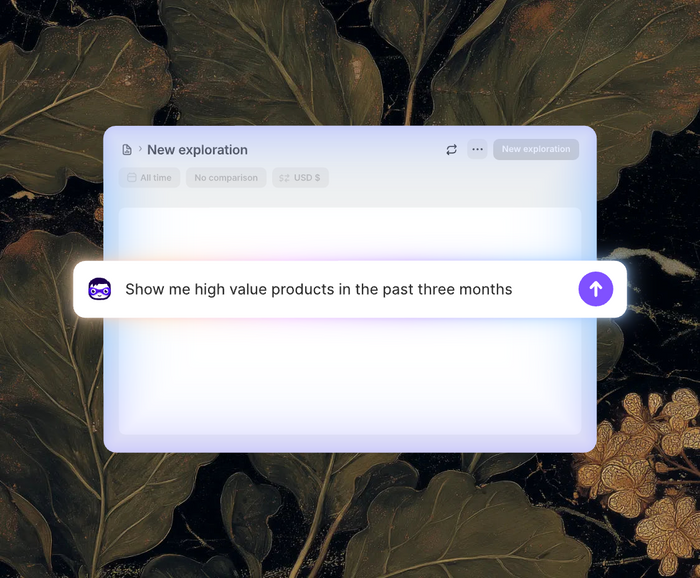 New exploration
New exploration
All time
No comparison
USD $
Show me high value products in the past three months